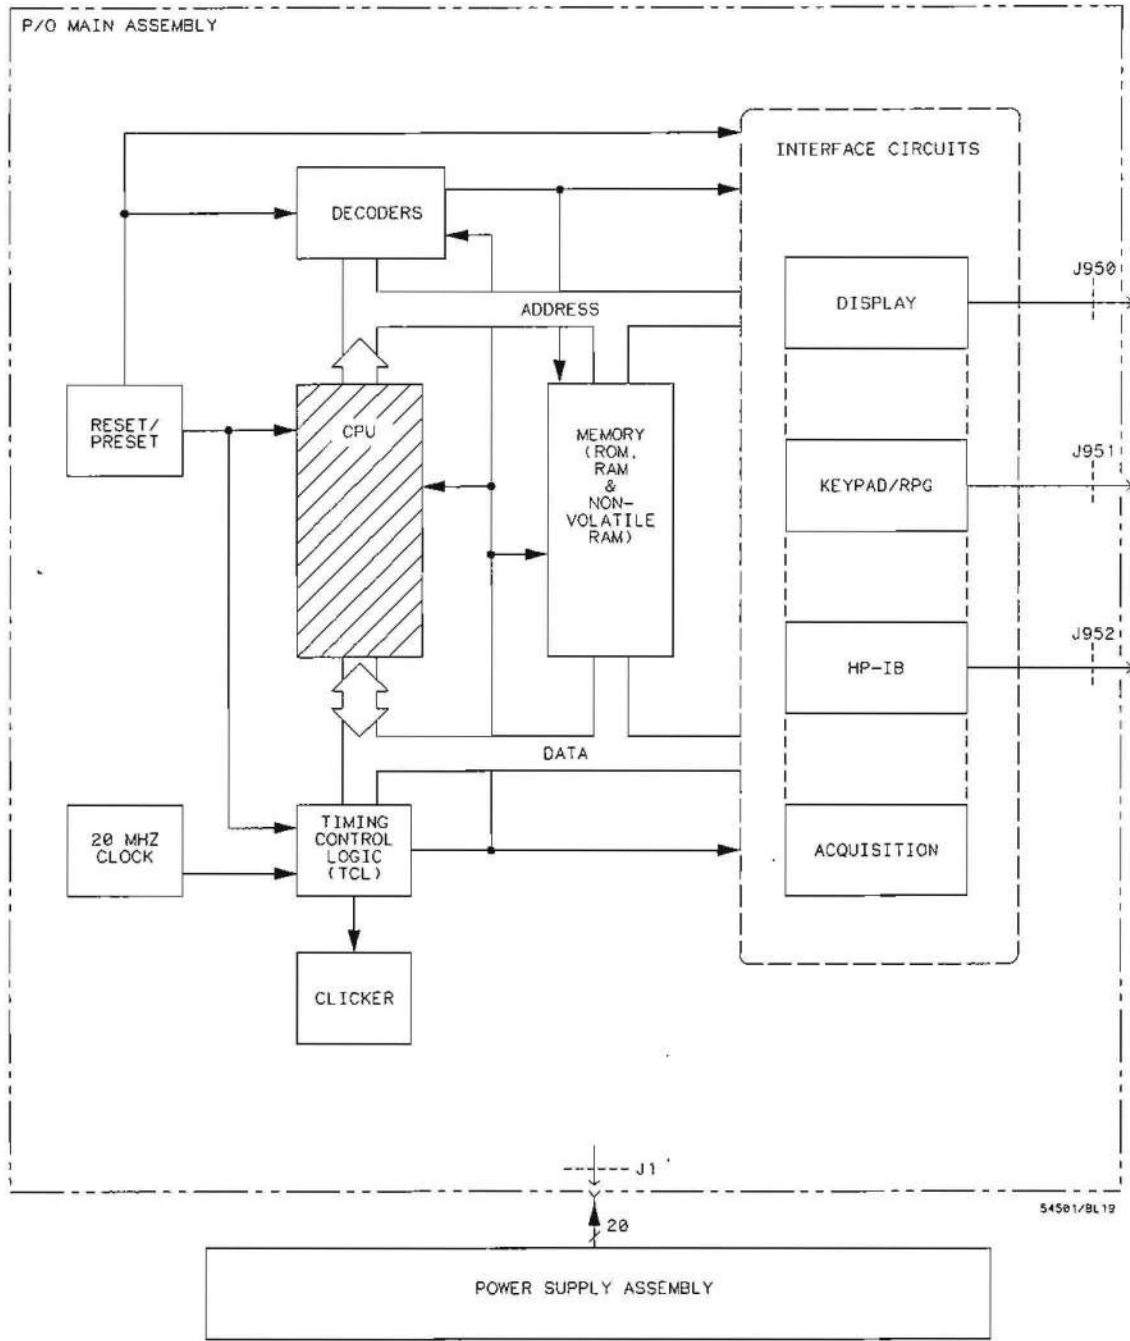 P/O MAIN ASSEMBLY
INTERFACE CIRCUITS
DECODERS
J950
DISPLAY
ADDRESS
RESET/
PRESET
CPU
MEMORY
(ROM,
RAM
&
NON-
VOLATILE
RAM)
J951
KEYPAD/RPG
J952
HP-IB
DATA
20 MHZ
CLOCK
TIMING
CONTROL
LOGIC
(TCL)
ACQUISITION
CLICKER
J1
54501/BL19
20
POWER SUPPLY ASSEMBLY